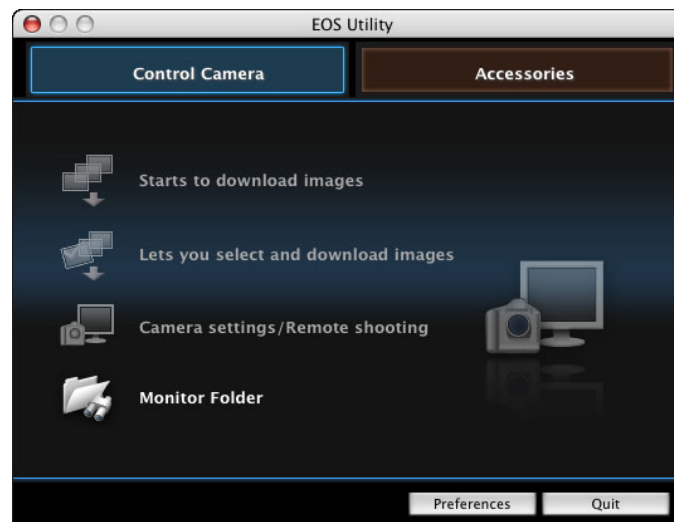 EOS Utility
Control Camera
Accessories
Starts to download images
Lets you select and download images
Camera settings/Remote shooting
Monitor Folder
Preferences
Quit